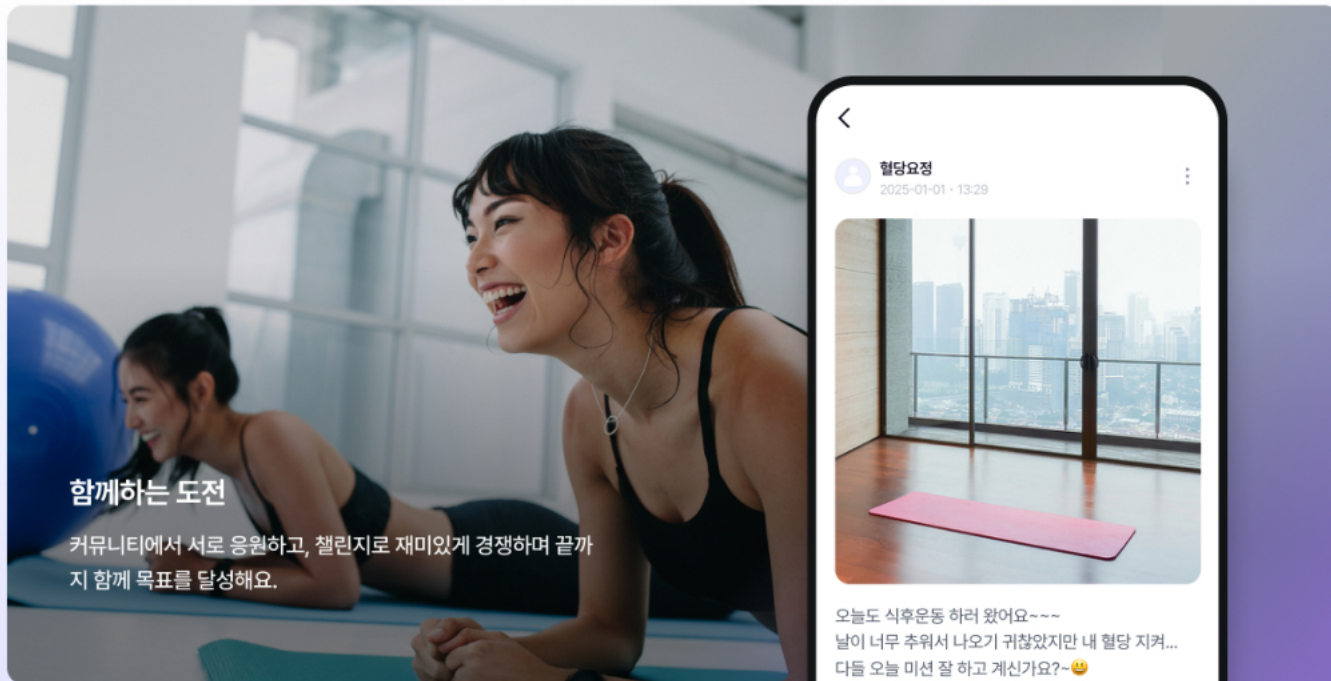 함께하는 도전
커뮤니티에서 서로 응원하고, 챌린지로 재미있게 경쟁하며 끝까
지 함께 목표를 달성해요.
혈당요정
2025-01-01 · 13:29
오늘도 식후운동 하러 왔어요~~~
날이 너무 추워서 나오기 귀찮았지만 내 혈당 지켜...
다들 오늘 미션 잘 하고 계신가요?~😃